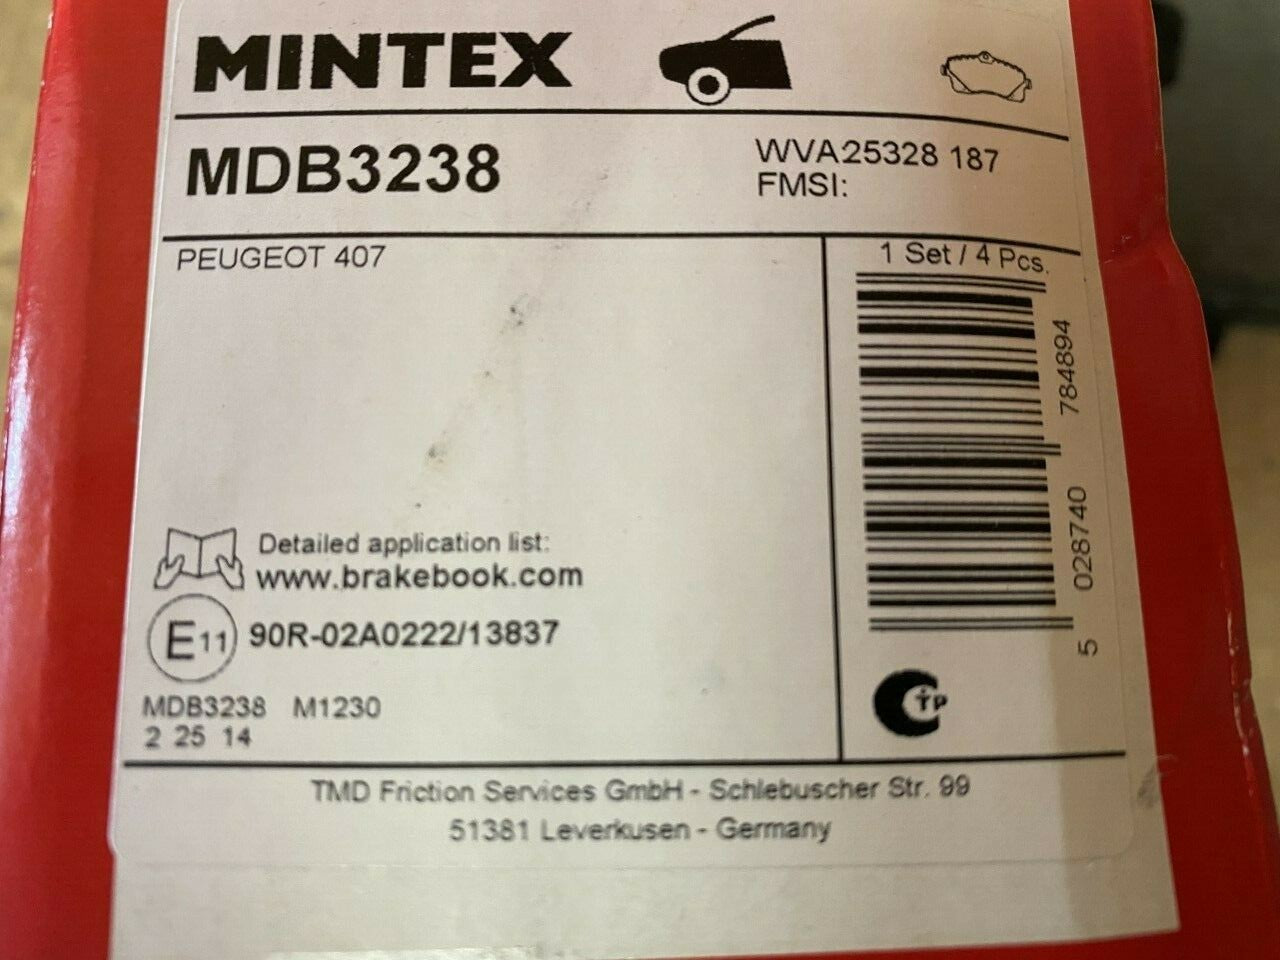 MINTEX
MDB3238
WVA25328 187
FMSI:
PEUGEOT 407
1 Set / 4 Pcs.
5 028740 784894
Detailed application list:
www.brakebook.com
E11 90R-02A0222/13837
MDB3238 M1230
2 25 14
СТР
TMD Friction Services GmbH - Schlebuscher Str. 99
51381 Leverkusen - Germany